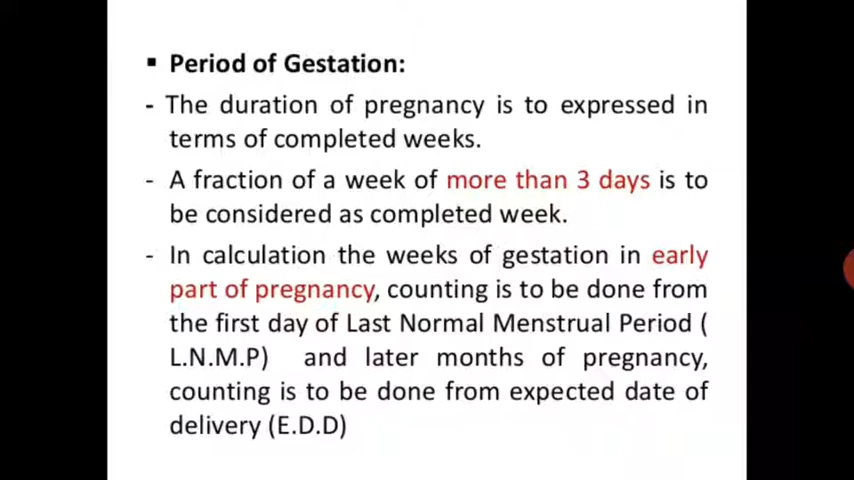 ▪ Period of Gestation:
- The duration of pregnancy is to expressed in
terms of completed weeks.
- A fraction of a week of more than 3 days is to
be considered as completed week.
- In calculation the weeks of gestation in early
part of pregnancy, counting is to be done from
the first day of Last Normal Menstrual Period (
L.N.M.P) and later months of pregnancy,
counting is to be done from expected date of
delivery (E.D.D)